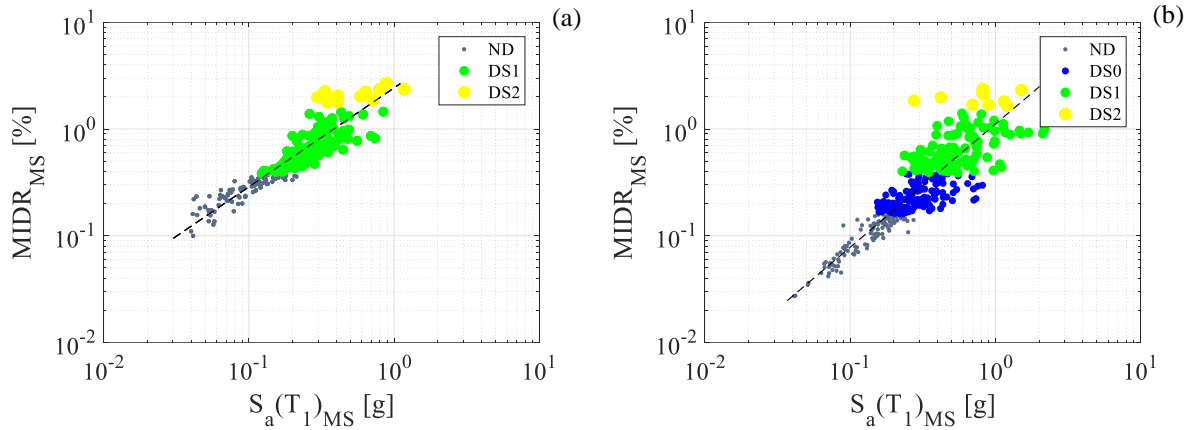 (a)
10^1
10^0
10^-1
10^-2
MIDR_MS [%]
ND
DS1
DS2
10^-2 10^-1 10^0 10^1
S_a(T_1)_MS [g]
(b)
10^1
10^0
10^-1
10^-2
MIDR_MS [%]
ND
DS0
DS1
DS2
10^-2 10^-1 10^0 10^1
S_a(T_1)_MS [g]